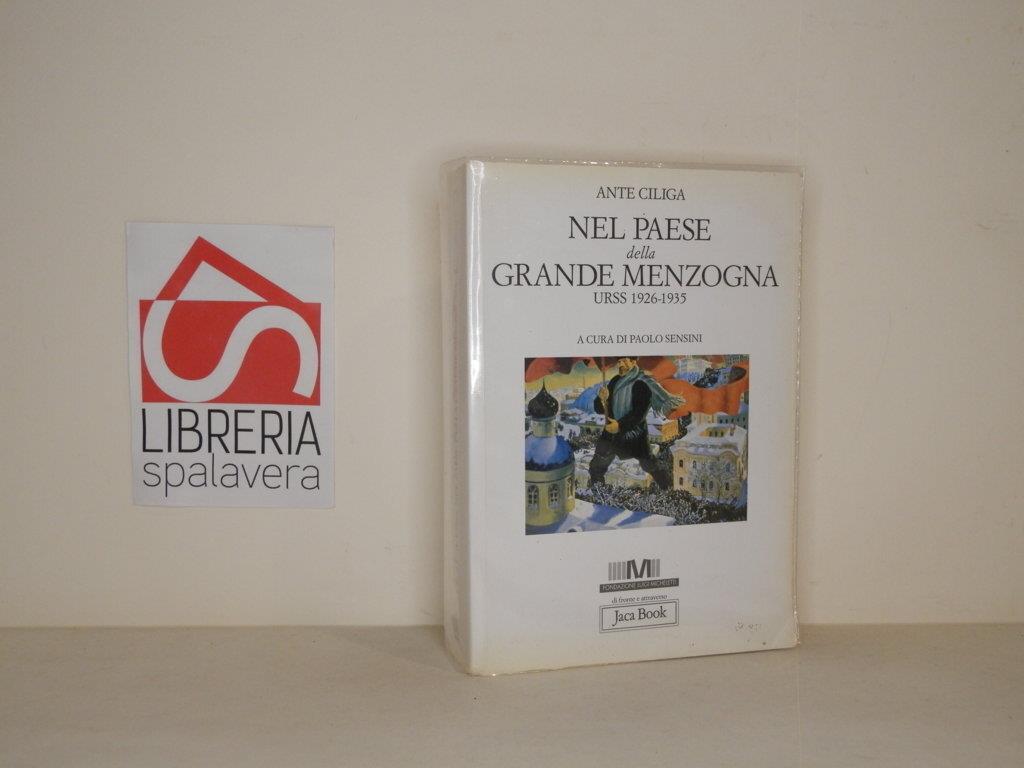 LIBRERIA
spalavera
ANTE CILIGA
NEL PAESE
della
GRANDE MENZOGNA
URSS 1926-1935
A CURA DI PAOLO SENSINI
M
FONDAZIONE LUIGI MICHELETTI
di fronte e attraverso
Jaca Book